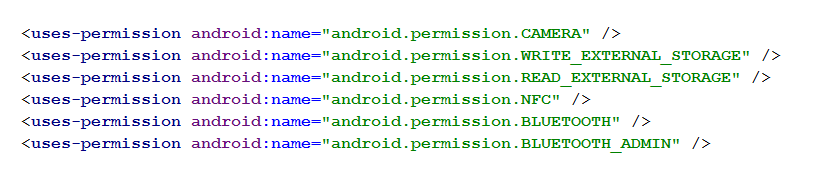 <uses-permission android:name="android.permission.CAMERA" />
<uses-permission android:name="android.permission.WRITE_EXTERNAL_STORAGE" />
<uses-permission android:name="android.permission.READ_EXTERNAL_STORAGE" />
<uses-permission android:name="android.permission.NFC" />
<uses-permission android:name="android.permission.BLUETOOTH" />
<uses-permission android:name="android.permission.BLUETOOTH_ADMIN" />